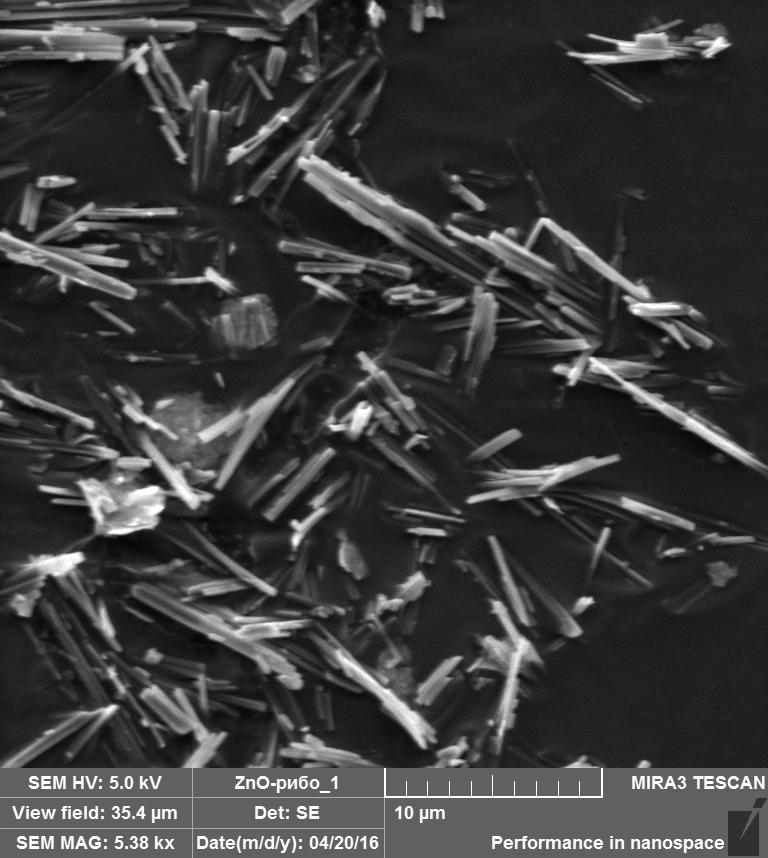 SEM HV: 5.0 kV
ZnO-рибо_1
MIRA3 TESCAN
View field: 35.4 µm
Det: SE
10 µm
SEM MAG: 5.38 kx
Date(m/d/y): 04/20/16
Performance in nanospace